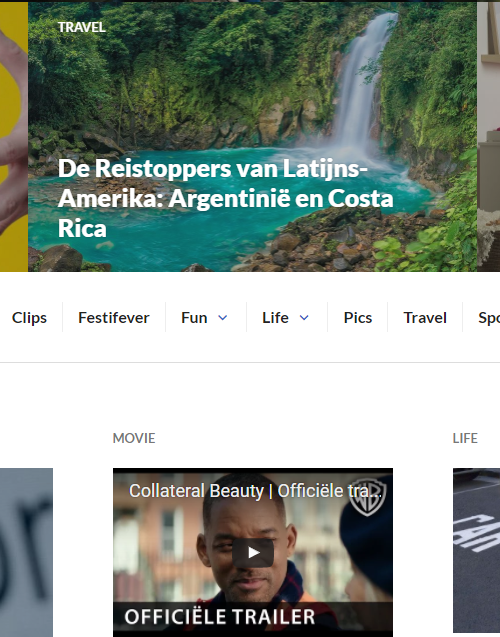 TRAVEL
De Reistoppers van Latijns-
Amerika: Argentinië en Costa
Rica
Clips
Festifever
Fun
Life
Pics
Travel
MOVIE
LIFE
Collateral Beauty | Officiële tra...
WB
OFFICIËLE TRAILER